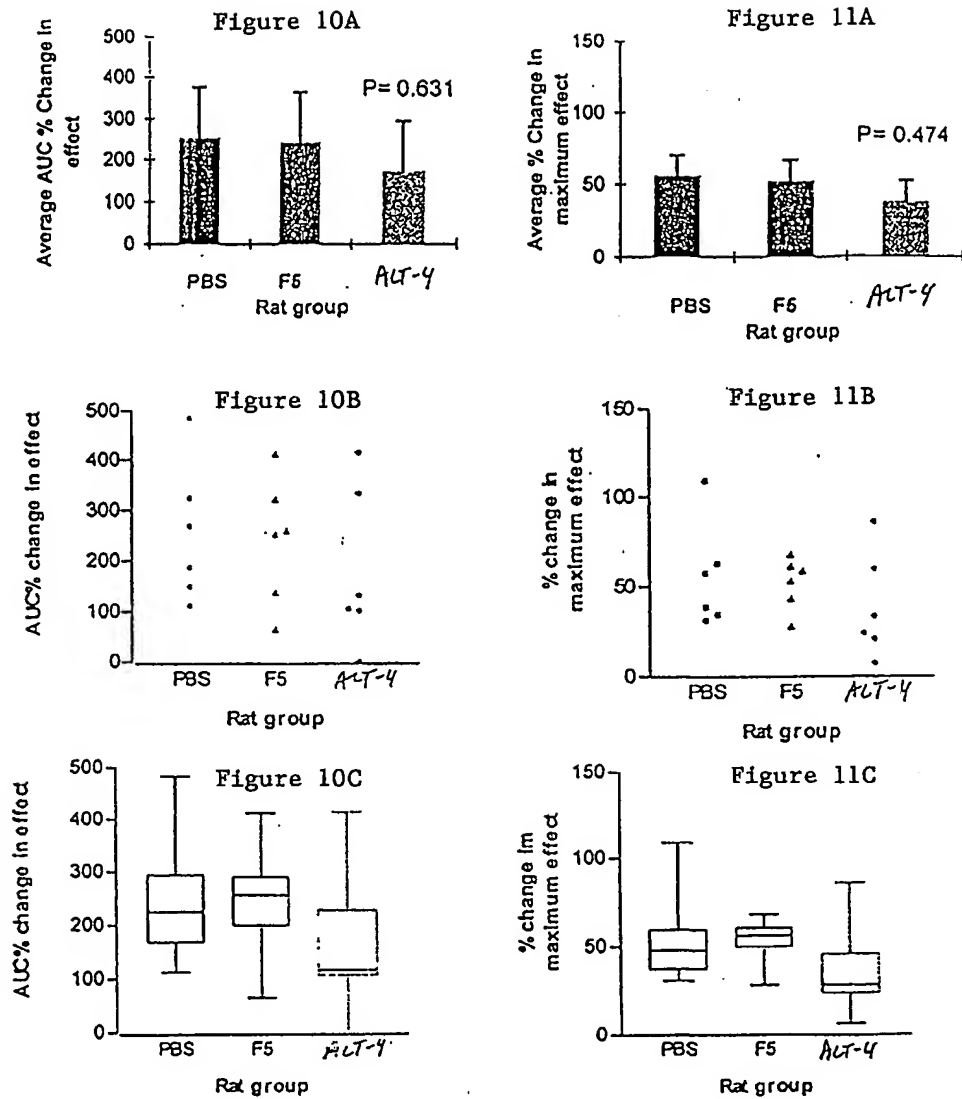 Figure 10A
Average AUC % Change In
effect
500
400
300
200
100
0
P= 0.631
PBS
F5
ALT-4
Rat group
Figure 11A
Average % Change In
maximum effect
150
100
50
0
P= 0.474
PBS
F5
ALT-4
Rat group
Figure 10B
AUC% change in effect
500
400
300
200
100
0
PBS
F5
ALT-4
Rat group
Figure 11B
% change in
maximum effect
150
100
50
0
PBS
F5
ALT-4
Rat group
Figure 10C
AUC% change in effect
500
400
300
200
100
0
PBS
F5
ALT-4
Rat group
Figure 11C
% change im
maximum effect
150
100
50
0
PBS
F5
ALT-4
Rat group